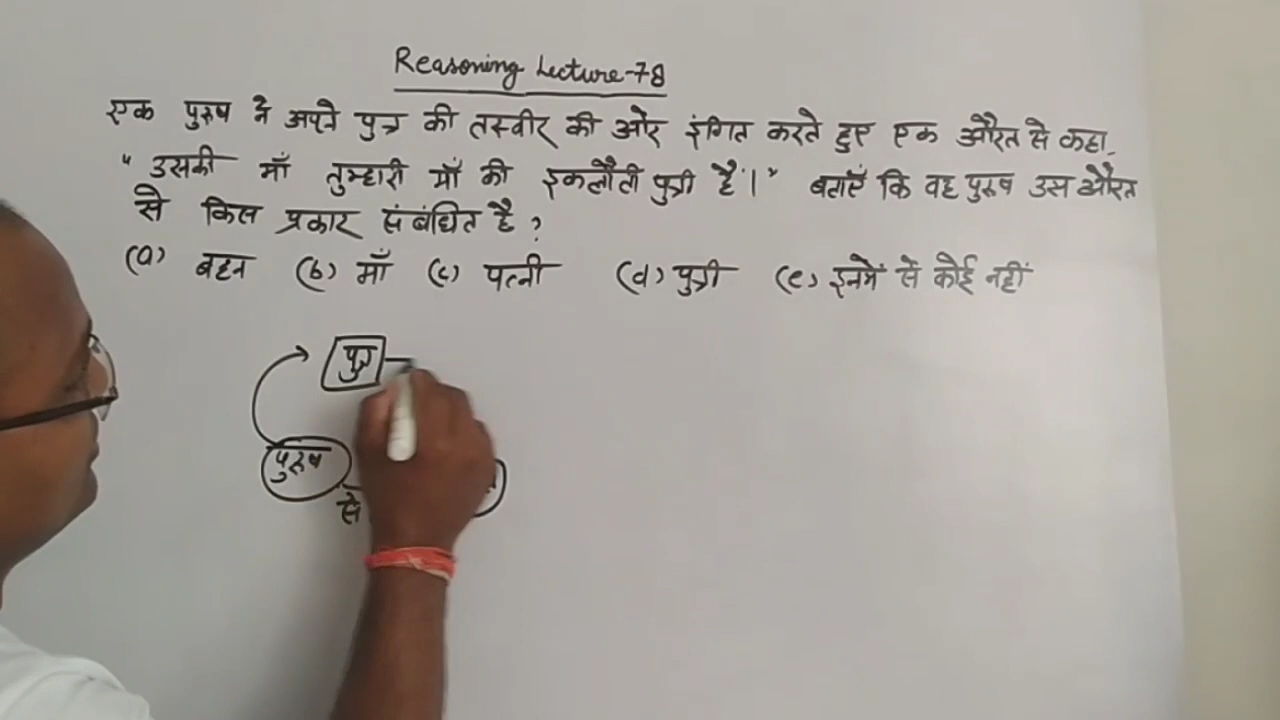 Reasoning Lecture-78
एक पुरुष ने अपने पुत्र की तस्वीर की ओर इंगित करते हुए एक औरत से कहा,
" उसकी माँ तुम्हारी माँ की इकलौती पुत्री हैं।" बताएँ कि वह पुरुष उस औरत
से किस प्रकार संबंधित है ?
(a) बहन (b) माँ (c) पत्नी (d) पुत्री (e) इनमें से कोई नहीं
पुत्र
पुरुष
से